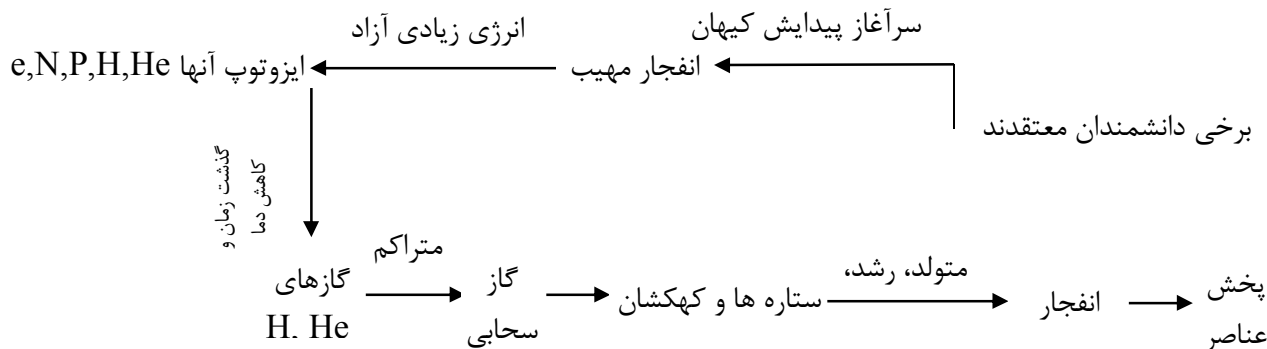 سرآغاز پیدایش کیهان
انرژی زیادی آزاد
برخی دانشمندان معتقدند
انفجار مهیب
ایزوتوپ آنها e,N,P,H,He
گذشت زمان و
کاهش دما
گازهای
H, He
متراکم
گاز
سحابی
ستاره ها و کهکشان
متولد، رشد،
انفجار
پخش
عناصر